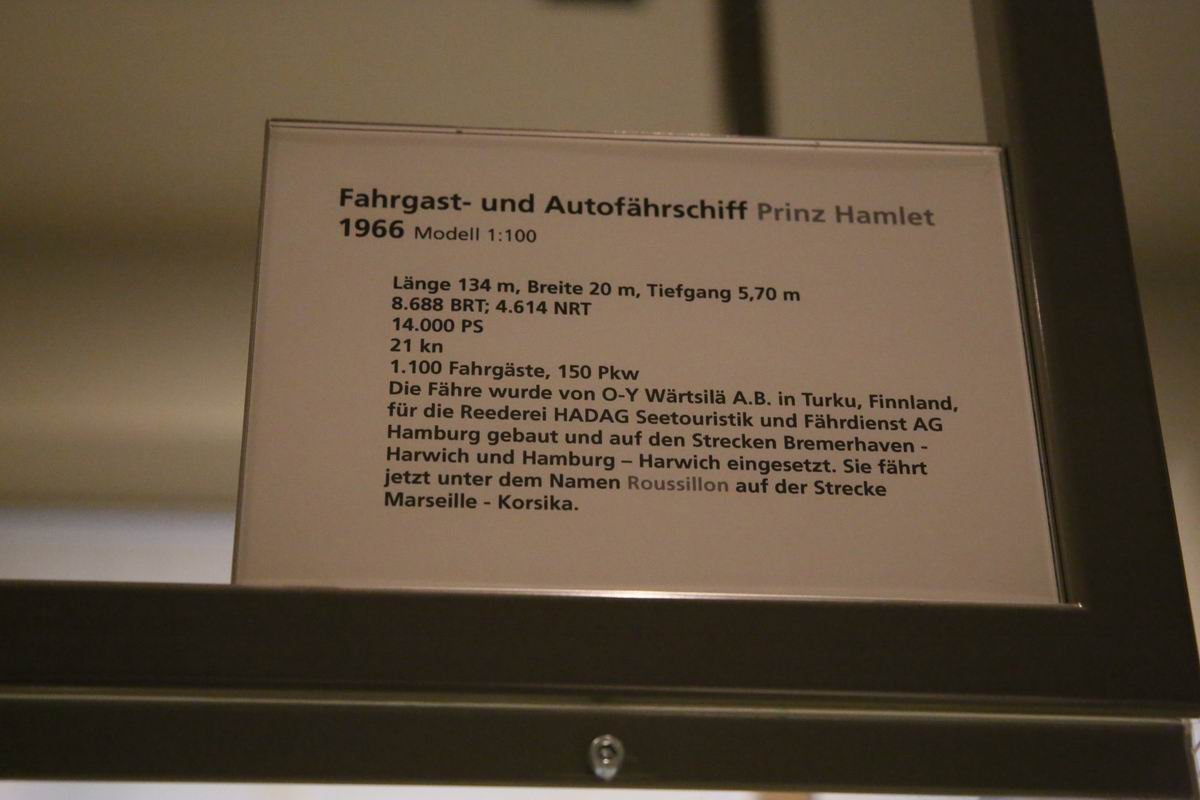 Fahrgast- und Autofährschiff Prinz Hamlet
1966 Modell 1:100
Länge 134 m, Breite 20 m, Tiefgang 5,70 m
8.688 BRT; 4.614 NRT
14.000 PS
21 kn
1.100 Fahrgäste, 150 Pkw
Die Fähre wurde von O-Y Wärtsilä A.B. in Turku, Finnland,
für die Reederei HADAG Seetouristik und Fährdienst AG
Hamburg gebaut und auf den Strecken Bremerhaven -
Harwich und Hamburg – Harwich eingesetzt. Sie fährt
jetzt unter dem Namen Roussillon auf der Strecke
Marseille - Korsika.